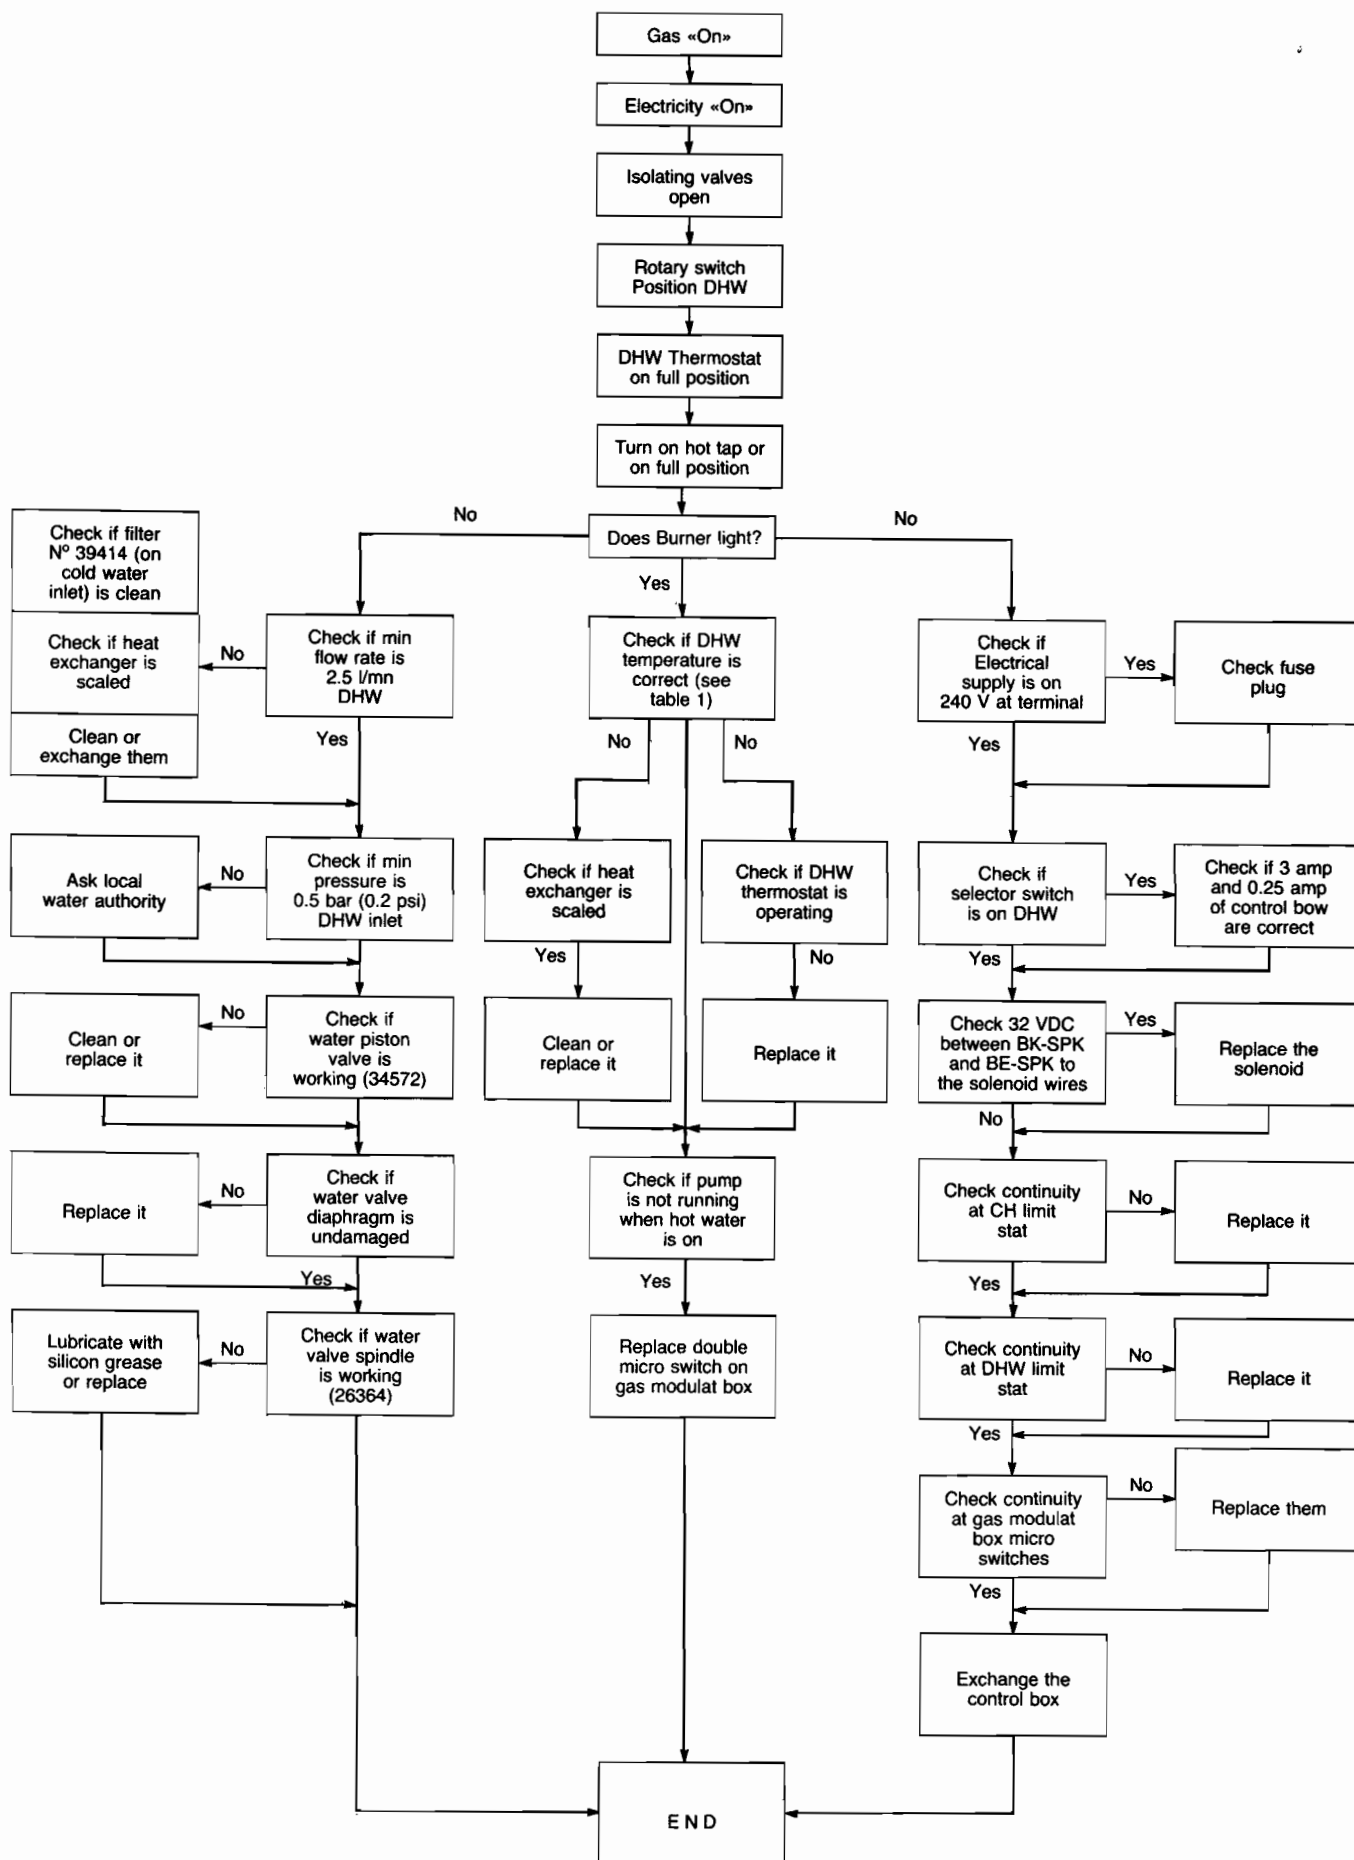 Gas «On»
Electricity «On»
Isolating valves
open
Rotary switch
Position DHW
DHW Thermostat
on full position
Turn on hot tap or
on full position
Does Burner light?
No
No
Yes
Check if filter
Nº 39414 (on
cold water
inlet) is clean
Check if heat
exchanger is
scaled
Clean or
exchange them
No
Check if min
flow rate is
2.5 l/mn
DHW
Yes
Ask local
water authority
No
Check if min
pressure is
0.5 bar (0.2 psi)
DHW inlet
Clean or
replace it
No
Check if
water piston
valve is
working (34572)
Replace it
No
Check if
water valve
diaphragm is
undamaged
Yes
Lubricate with
silicon grease
or replace
No
Check if water
valve spindle
is working
(26364)
Check if DHW
temperature is
correct (see
table 1)
No
No
Check if heat
exchanger is
scaled
Yes
Clean or
replace it
Check if DHW
thermostat is
operating
No
Replace it
Check if pump
is not running
when hot water
is on
Yes
Replace double
micro switch on
gas modulat box
Check if
Electrical
supply is on
240 V at terminal
Yes
Check fuse
plug
Yes
Check if
selector switch
is on DHW
Yes
Check if 3 amp
and 0.25 amp
of control bow
are correct
Yes
Check 32 VDC
between BK-SPK
and BE-SPK to
the solenoid wires
Yes
Replace the
solenoid
No
Check continuity
at CH limit
stat
No
Replace it
Yes
Check continuity
at DHW limit
stat
No
Replace it
Yes
Check continuity
at gas modulat
box micro
switches
No
Replace them
Yes
Exchange the
control box
END